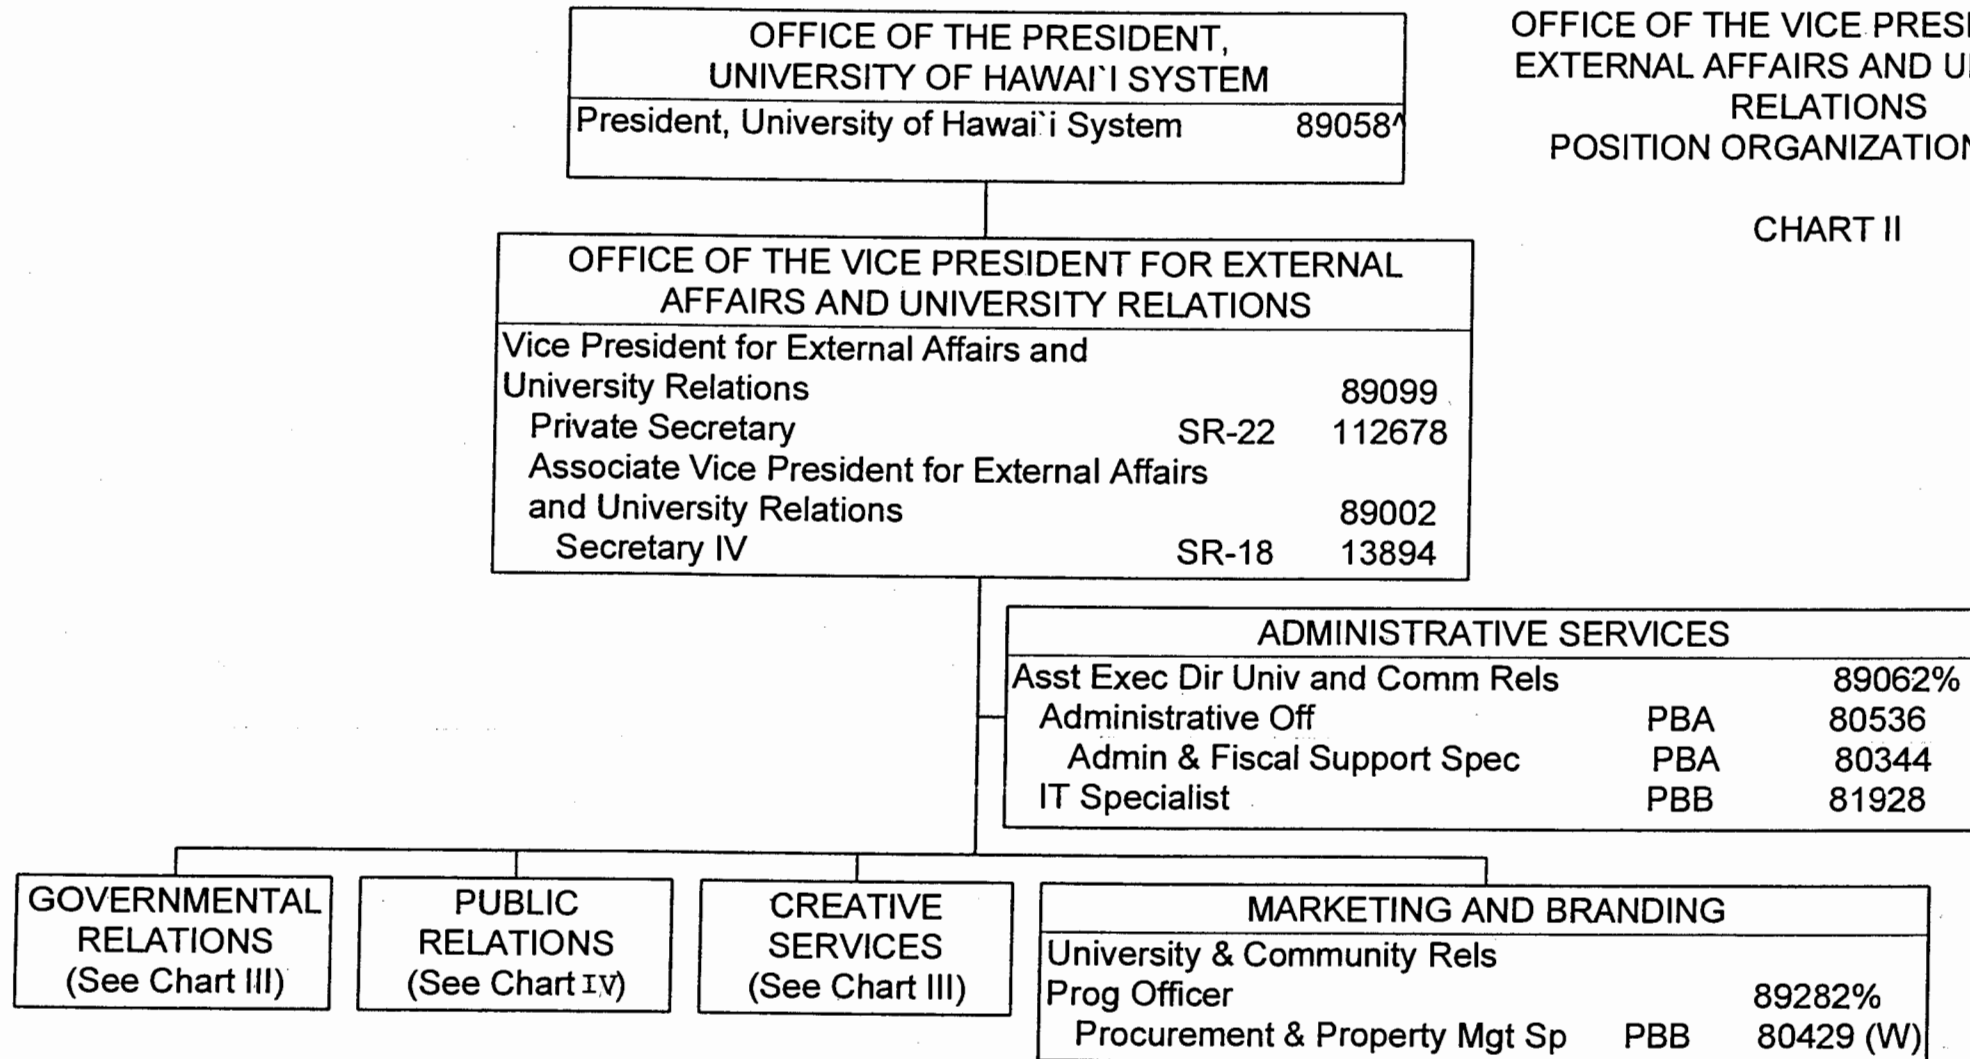 OFFICE OF THE PRESIDENT,
UNIVERSITY OF HAWAI`I SYSTEM
President, University of Hawai`i System 89058^
OFFICE OF THE VICE PRES
EXTERNAL AFFAIRS AND U
RELATIONS
POSITION ORGANIZATION
CHART II
OFFICE OF THE VICE PRESIDENT FOR EXTERNAL
AFFAIRS AND UNIVERSITY RELATIONS
Vice President for External Affairs and
University Relations 89099
Private Secretary SR-22 112678
Associate Vice President for External Affairs
and University Relations 89002
Secretary IV SR-18 13894
ADMINISTRATIVE SERVICES
Asst Exec Dir Univ and Comm Rels 89062%
Administrative Off PBA 80536
Admin & Fiscal Support Spec PBA 80344
IT Specialist PBB 81928
GOVERNMENTAL
RELATIONS
(See Chart III)
PUBLIC
RELATIONS
(See Chart IV)
CREATIVE
SERVICES
(See Chart III)
MARKETING AND BRANDING
University & Community Rels
Prog Officer 89282%
Procurement & Property Mgt Sp PBB 80429 (W)